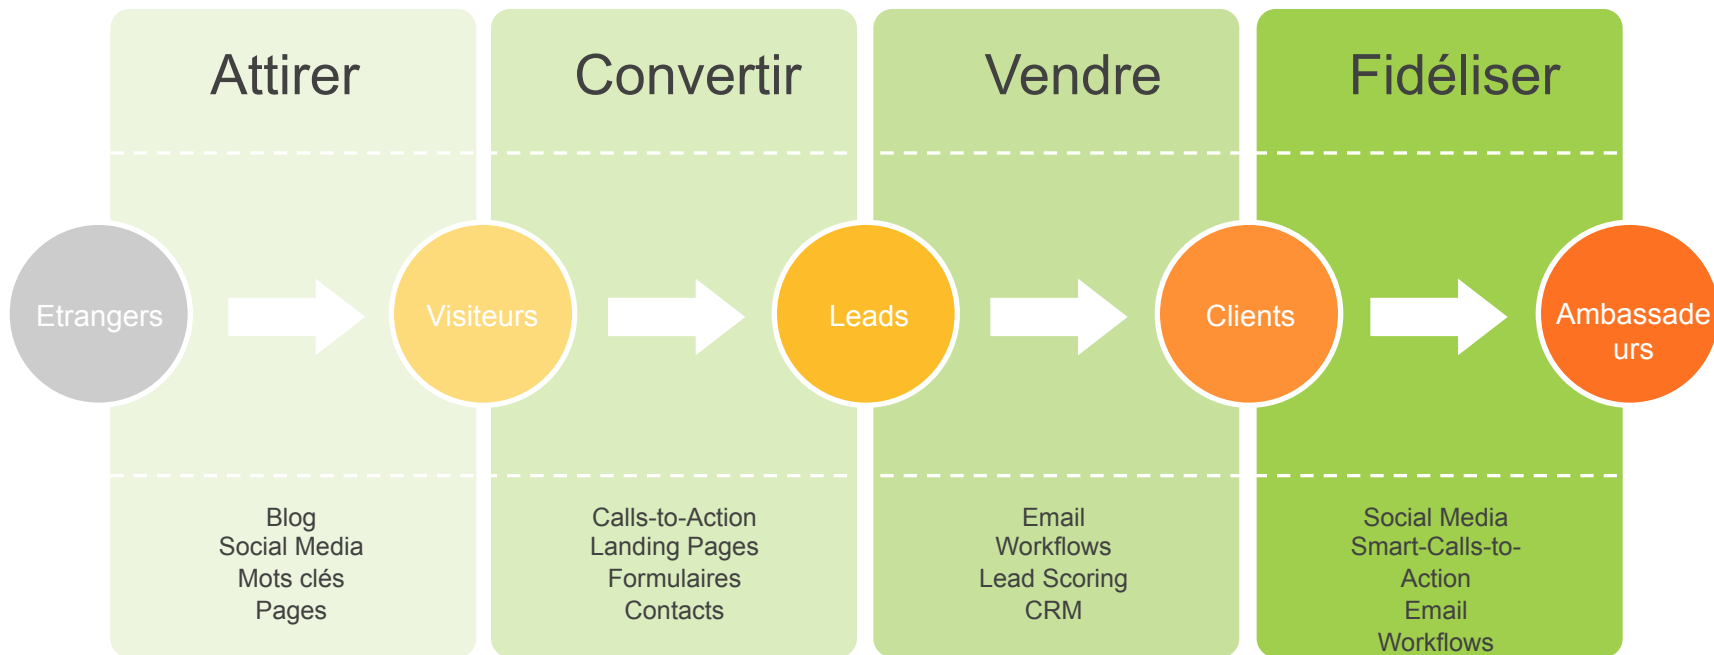 Attirer
Convertir
Vendre
Fidéliser
Etrangers
Visiteurs
Leads
Clients
Ambassade
urs
Blog
Social Media
Mots clés
Pages
Calls-to-Action
Landing Pages
Formulaires
Contacts
Email
Workflows
Lead Scoring
CRM
Social Media
Smart-Calls-to-
Action
Email
Workflows